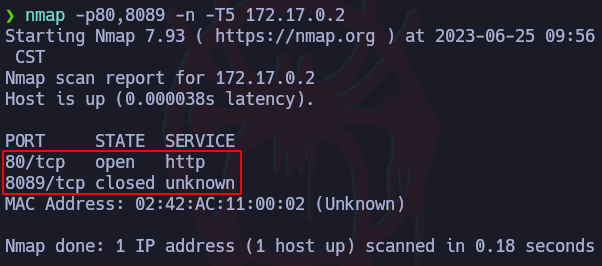 ❯ nmap -p80,8089 -n -T5 172.17.0.2
Starting Nmap 7.93 ( https://nmap.org ) at 2023-06-25 09:56
 CST
Nmap scan report for 172.17.0.2
Host is up (0.000038s latency).
PORT     STATE  SERVICE
80/tcp   open   http
8089/tcp closed unknown
MAC Address: 02:42:AC:11:00:02 (Unknown)
Nmap done: 1 IP address (1 host up) scanned in 0.18 seconds